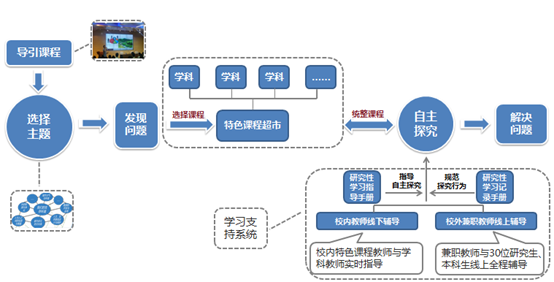 导引课程
选择
主题
发现
问题
选择课程
学科
学科
学科
......
特色课程超市
统整课程
自主
探究
解决
问题
学习支
持系统
研究性
学习指
导手册
指导
自主探究
规范
探究行为
研究性
学习记
录手册
校内教师线下辅导
校外兼职教师线上辅导
校内特色课程教师与学
科教师实时指导
兼职教师与30位研究生、
本科生线上全程辅导